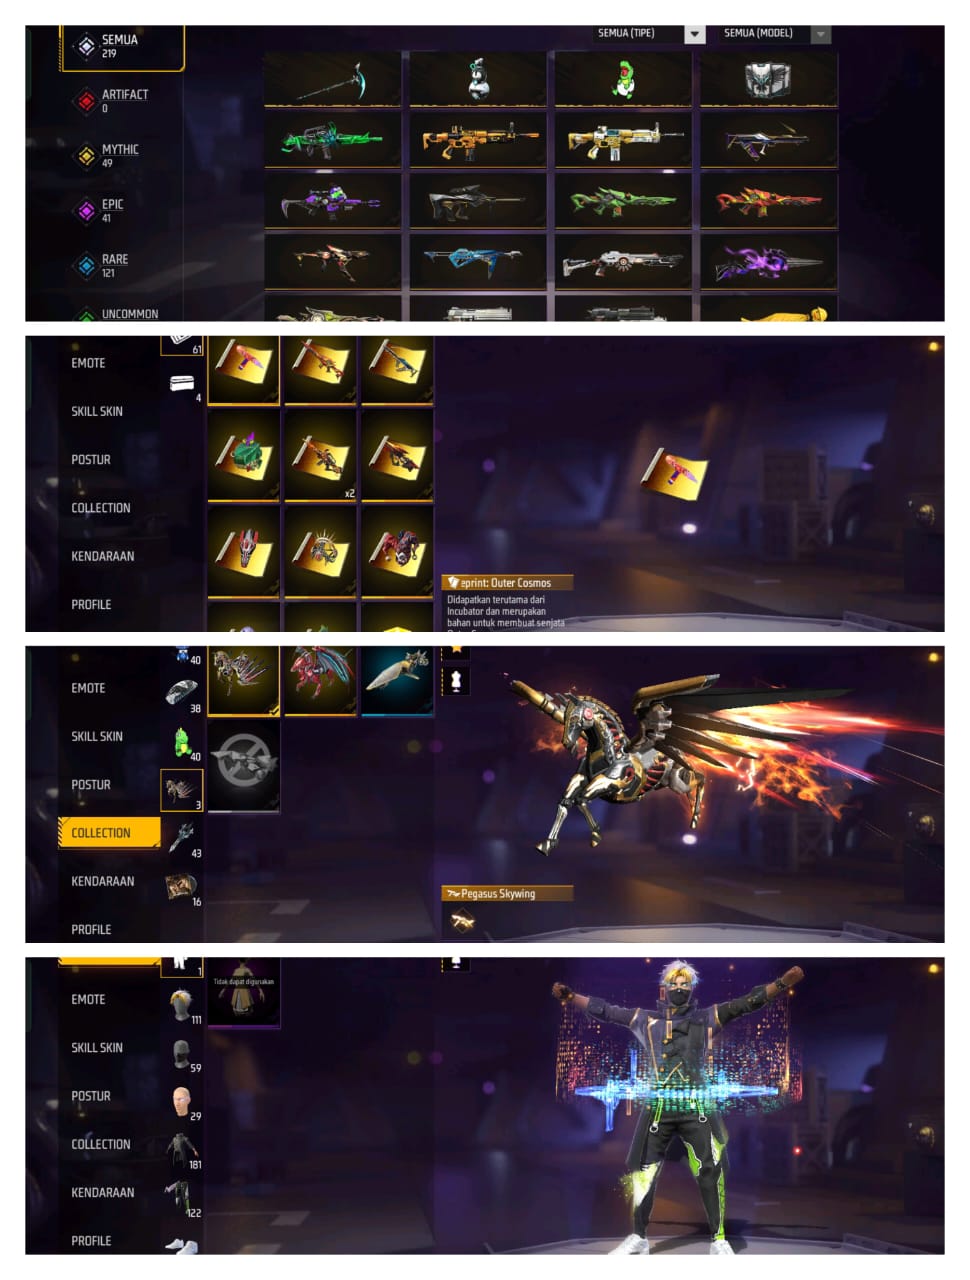 SEMUA
219
SEMUA (TIPE)
SEMUA (MODEL)
ARTIFACT
0
MYTHIC
49
EPIC
41
RARE
121
UNCOMMON
61
EMOTE
4
SKILL SKIN
POSTUR
x2
COLLECTION
KENDARAAN
PROFILE
eprint: Outer Cosmos
Didapatkan terutama dari
Incubator dan merupakan
bahan untuk membuat senjata
40
EMOTE
38
SKILL SKIN
40
POSTUR
3
COLLECTION
43
KENDARAAN
16
PROFILE
Pegasus Skywing
1
Tidak dapat digunakan
EMOTE
111
SKILL SKIN
59
POSTUR
29
COLLECTION
181
KENDARAAN
122
PROFILE